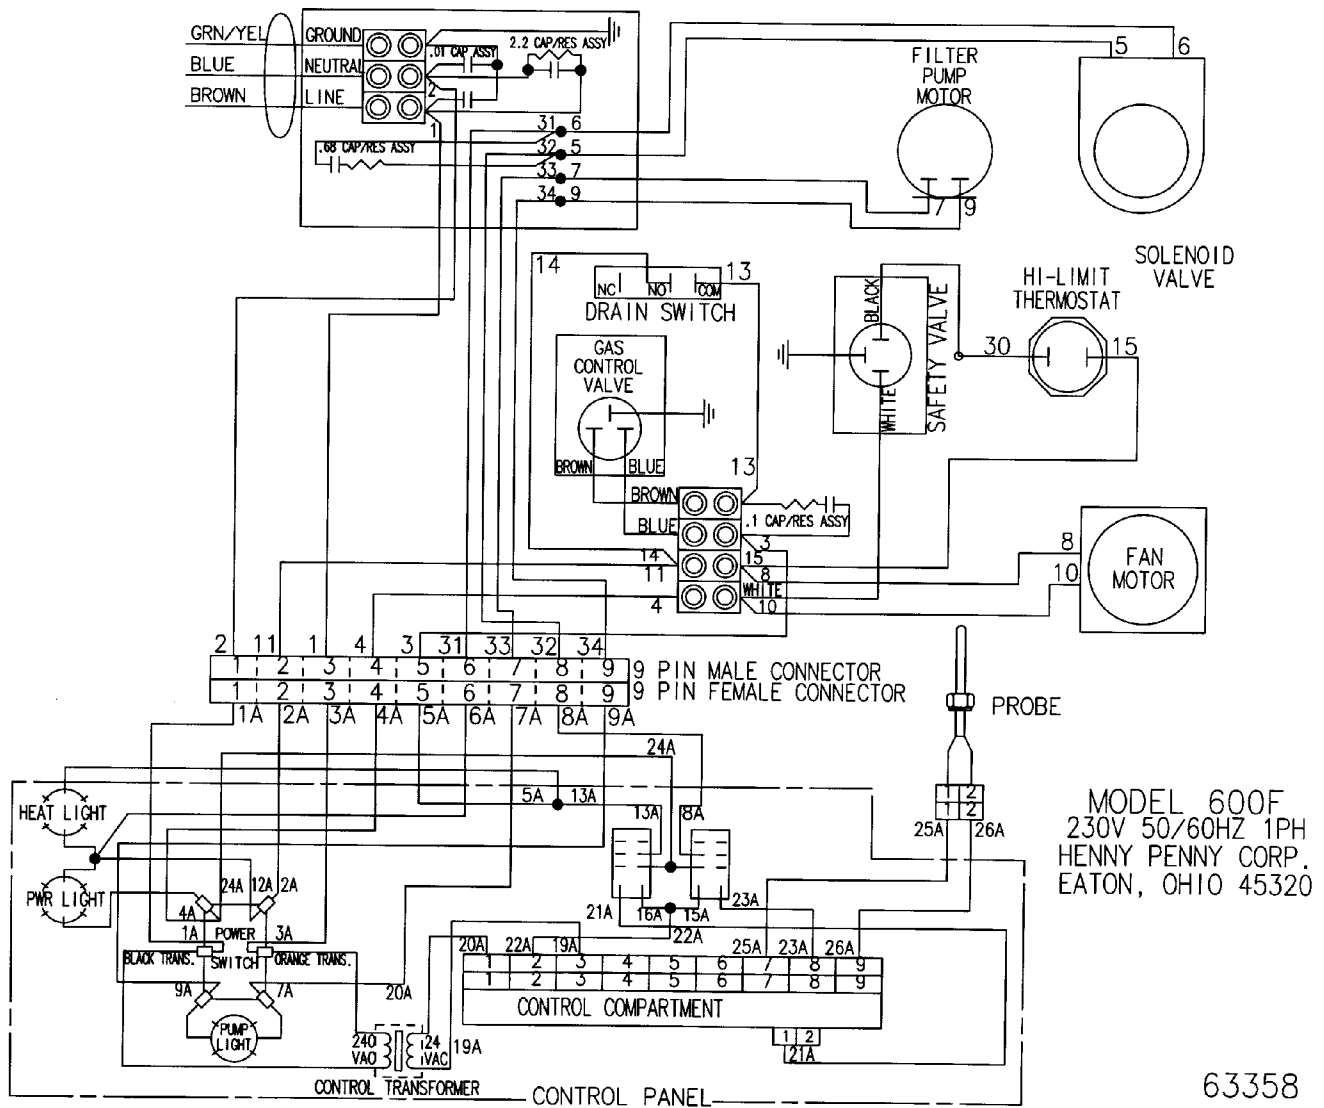 GRN/YEL
GROUND
BLUE
NEUTRAL
BROWN
LINE
.01 CAP ASSY
2.2 CAP/RES ASSY
2
1
.68 CAP/RES ASSY
31 6
32 5
33 7
34 9
FILTER
PUMP
MOTOR
7 9
5 6
SOLENOID
VALVE
14
13
NC NO COM
DRAIN SWITCH
GAS
CONTROL
VALVE
BROWN BLUE
BLACK
WHITE
SAFETY VALVE
HI-LIMIT
THERMOSTAT
30
15
13
BROWN
BLUE
.1 CAP/RES ASSY
3
14
11
4
15
8
WHITE
10
8
10
FAN
MOTOR
2 11 1 4 3 31 33 32 34
1 2 3 4 5 6 7 8 9
9 PIN MALE CONNECTOR
1 2 3 4 5 6 7 8 9
9 PIN FEMALE CONNECTOR
1A 2A 3A 4A 5A 6A 7A 8A 9A
PROBE
1 2
1 2
25A 26A
24A
5A 13A
13A 8A
HEAT LIGHT
PWR LIGHT
24A 12A 2A
4A
1A POWER 3A
BLACK TRANS. SWITCH ORANGE TRANS.
9A 7A
PUMP
LIGHT
20A
21A 16A 15A 23A
22A
20A 22A 19A 25A 23A 26A
1 2 3 4 5 6 7 8 9
1 2 3 4 5 6 7 8 9
CONTROL COMPARTMENT
1 2
21A
240
VAC
24
VAC
19A
CONTROL TRANSFORMER
CONTROL PANEL
MODEL 600F
230V 50/60HZ 1PH
HENNY PENNY CORP.
EATON, OHIO 45320
63358